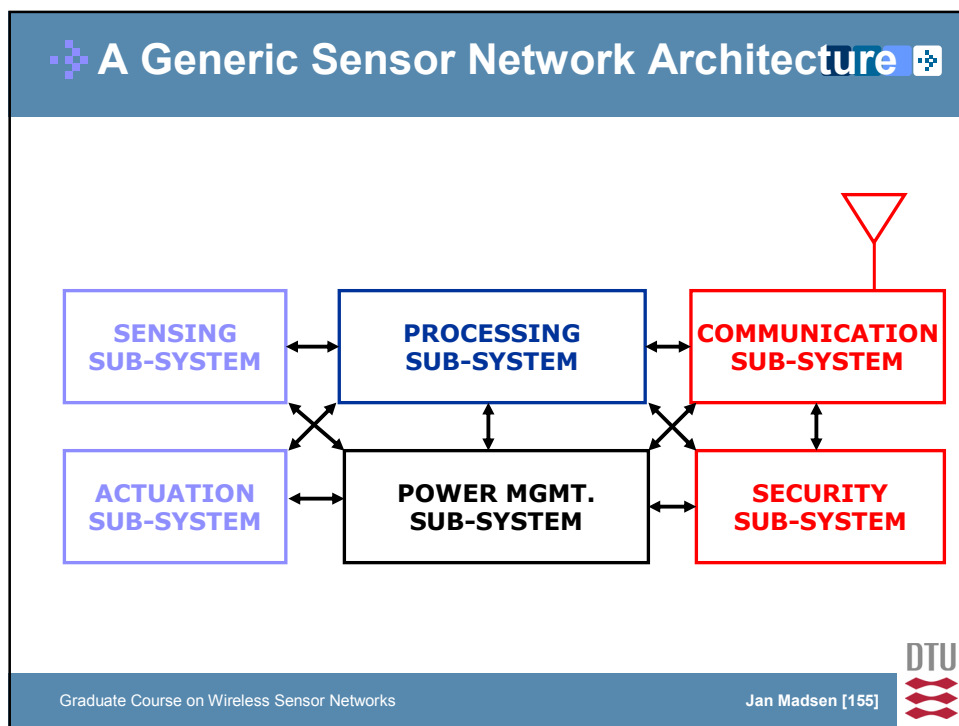 A Generic Sensor Network Architecture
SENSING
SUB-SYSTEM
PROCESSING
SUB-SYSTEM
COMMUNICATION
SUB-SYSTEM
ACTUATION
SUB-SYSTEM
POWER MGMT.
SUB-SYSTEM
SECURITY
SUB-SYSTEM
Graduate Course on Wireless Sensor Networks
Jan Madsen [155]
DTU